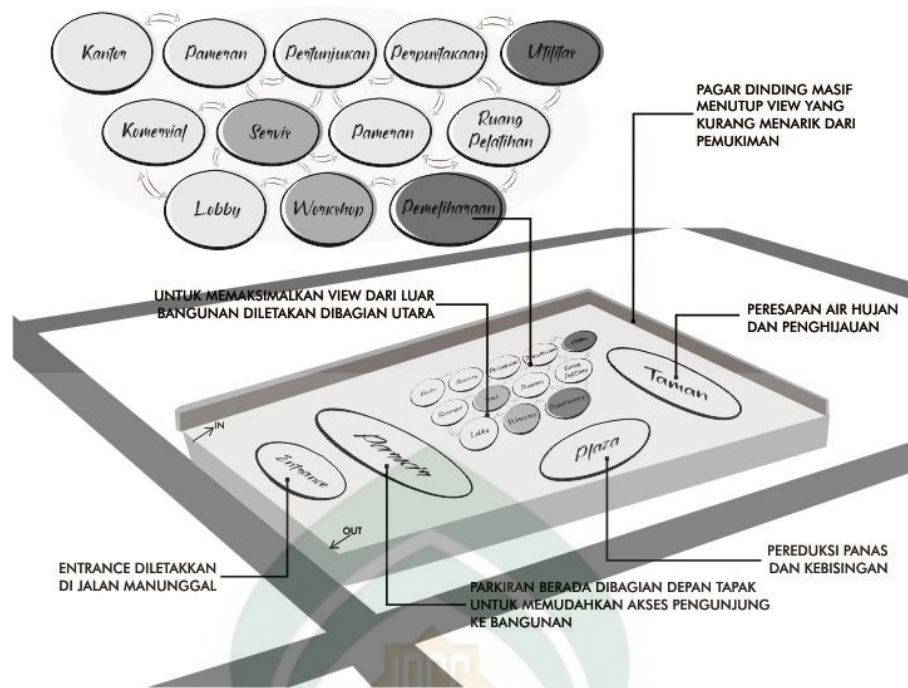 Kantor
Pameran
Pertunjukan
Perpustakaan
Utilitas
Komersial
Servis
Pameran
Ruang
Pelatihan
Lobby
Workshop
Pemeliharaan
PAGAR DINDING MASIF
MENUTUP VIEW YANG
KURANG MENARIK DARI
PEMUKIMAN
UNTUK MEMAKSIMALKAN VIEW DARI LUAR
BANGUNAN DILETAKAN DIBAGIAN UTARA
PERESAPAN AIR HUJAN
DAN PENGHIJAUAN
Taman
Lobby
Workshop
IN
Entrance
Parkir
Plaza
OUT
ENTRANCE DILETAKKAN
DI JALAN MANUNGGAL
PEREDUKSI PANAS
DAN KEBISINGAN
PARKIRAN BERADA DIBAGIAN DEPAN TAPAK
UNTUK MEMUDAHKAN AKSES PENGUNJUNG
KE BANGUNAN